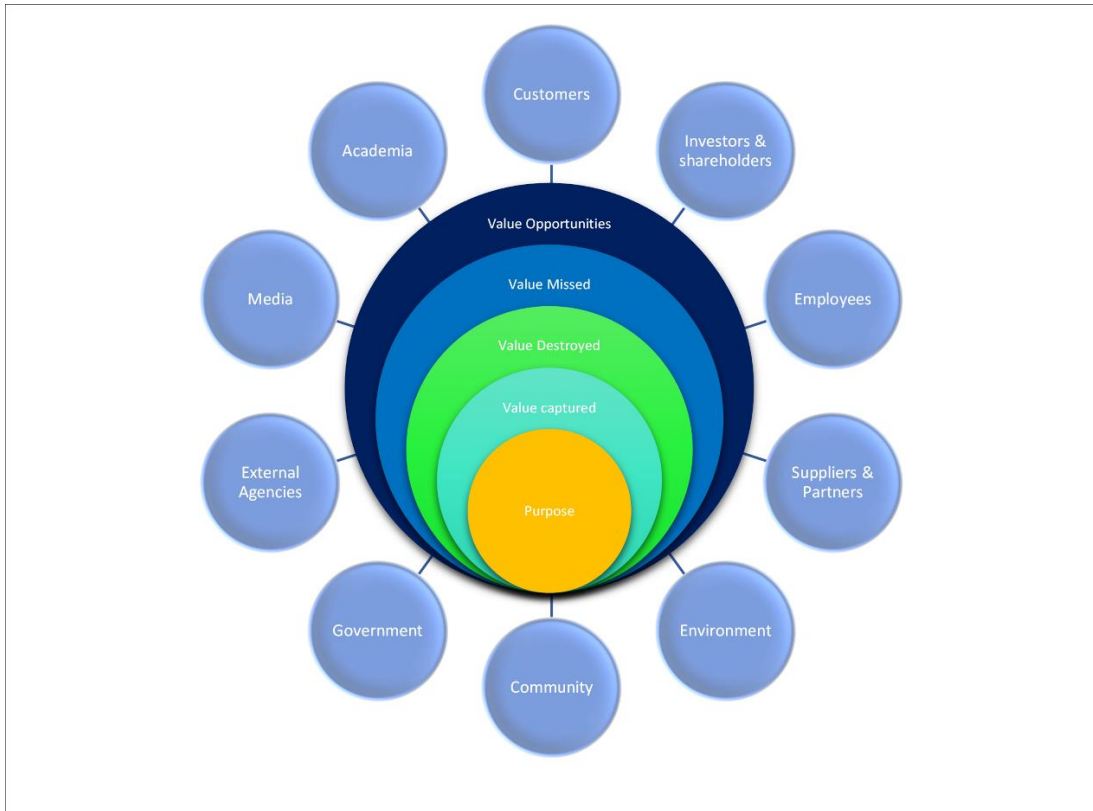 Customers
Investors &
shareholders
Employees
Suppliers &
Partners
Environment
Community
Government
External
Agencies
Media
Academia
Value Opportunities
Value Missed
Value Destroyed
Value captured
Purpose